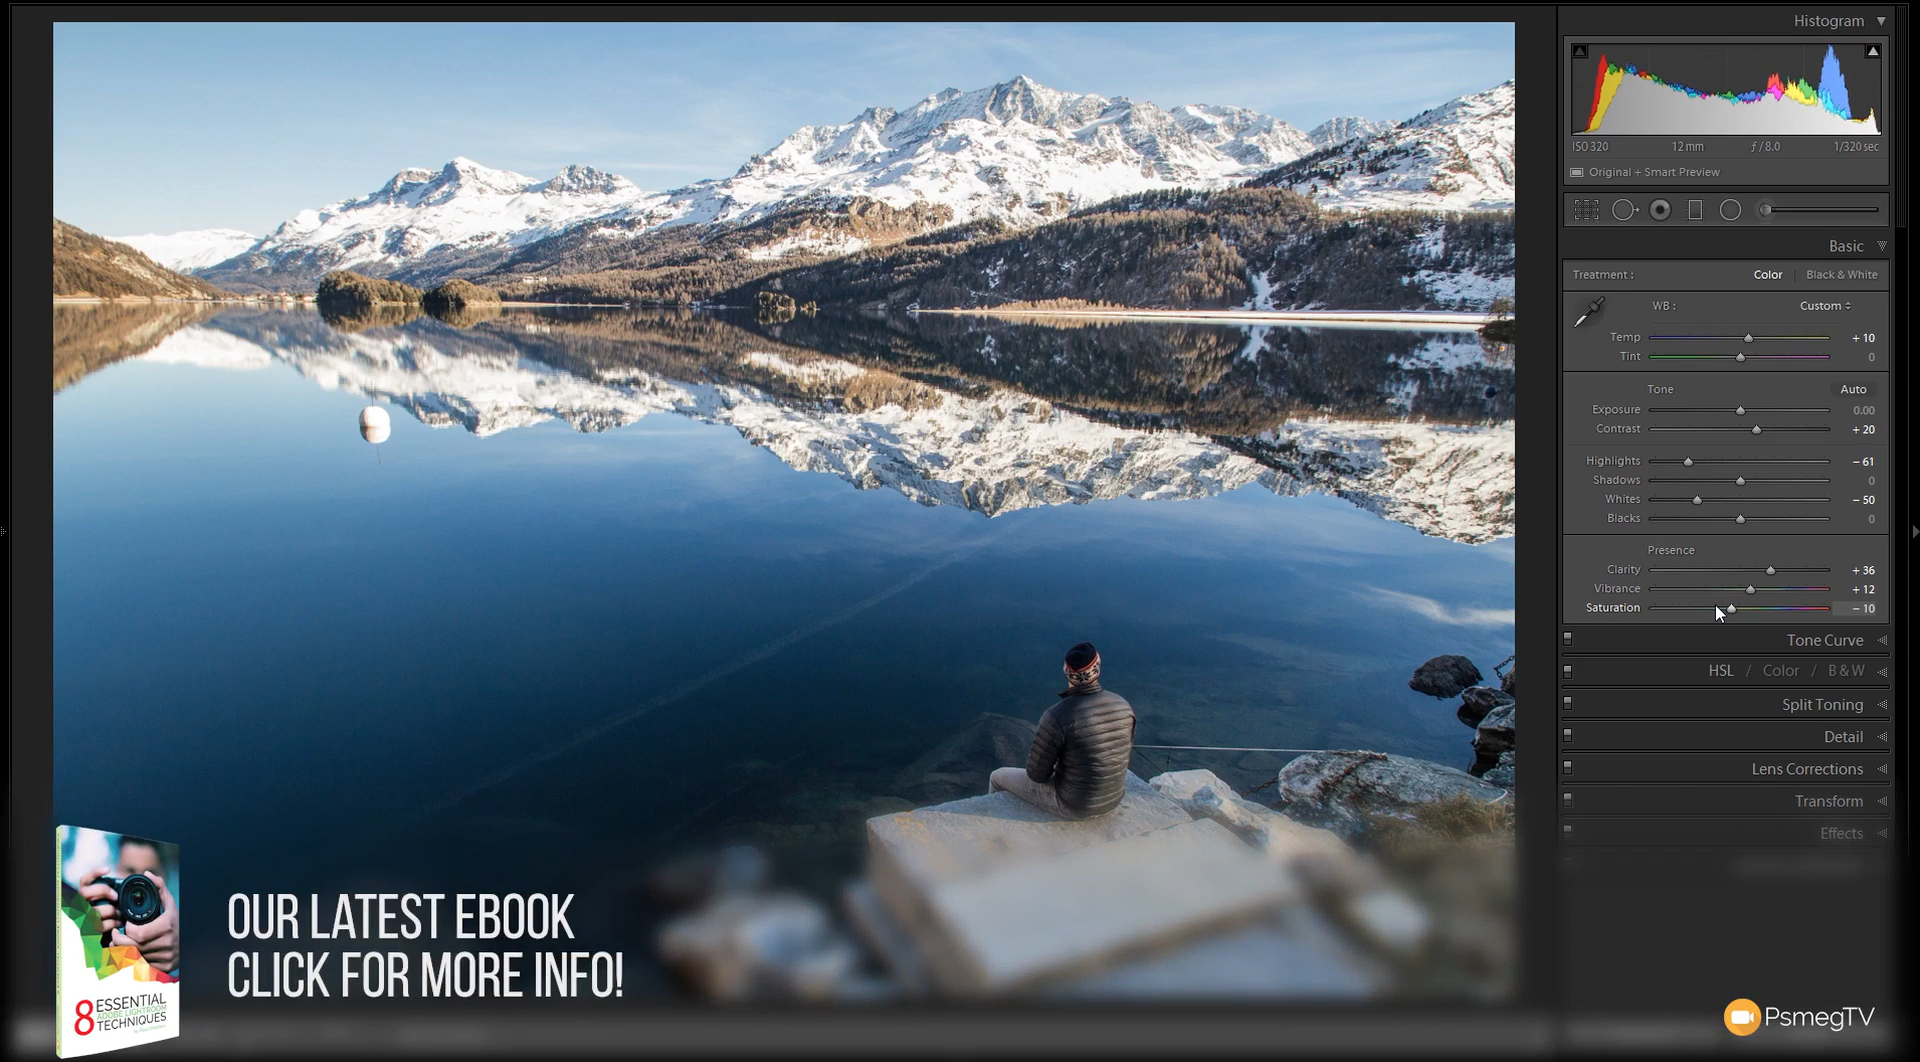 Histogram
ISO 320 12 mm ƒ / 8.0 1/320 sec
Original + Smart Preview
Basic
Treatment : Color Black & White
WB : Custom
Temp + 10
Tint 0
Tone Auto
Exposure 0.00
Contrast + 20
Highlights – 61
Shadows 0
Whites – 50
Blacks 0
Presence
Clarity + 36
Vibrance + 12
Saturation – 10
Tone Curve
HSL / Color / B & W
Split Toning
Detail
Lens Corrections
Transform
Effects
OUR LATEST EBOOK
CLICK FOR MORE INFO!
8 ESSENTIAL
ADOBE LIGHTROOM
TECHNIQUES
PsmegTV